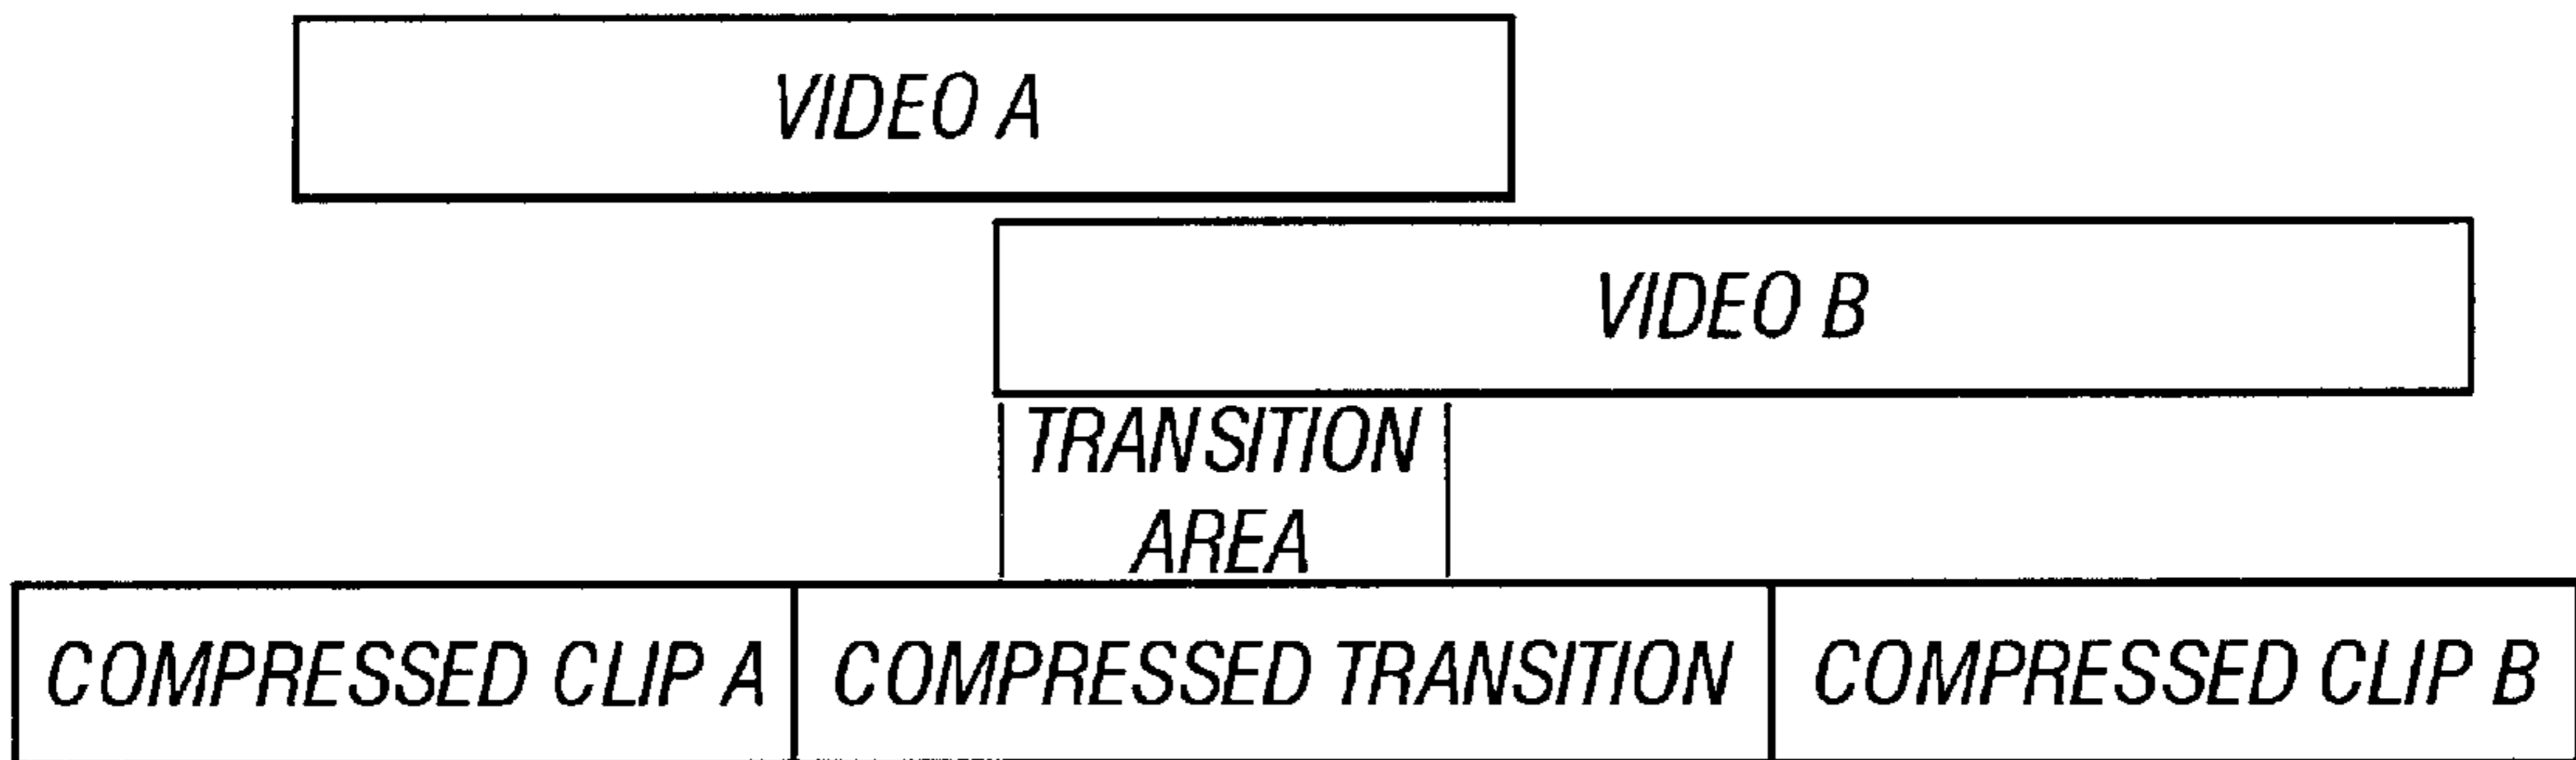 VIDEO A
VIDEO B
TRANSITION
AREA
COMPRESSED CLIP A
COMPRESSED TRANSITION
COMPRESSED CLIP B